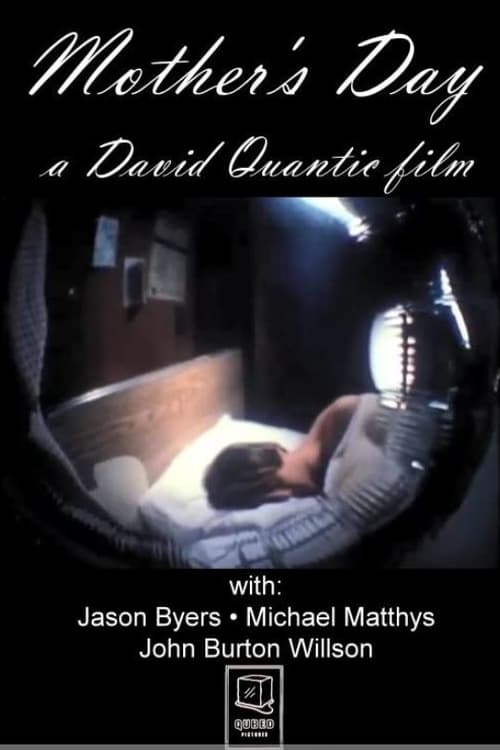 Mother's Day
a David Quantic film
with:
Jason Byers • Michael Matthys
John Burton Willson
QUBED
PICTURES